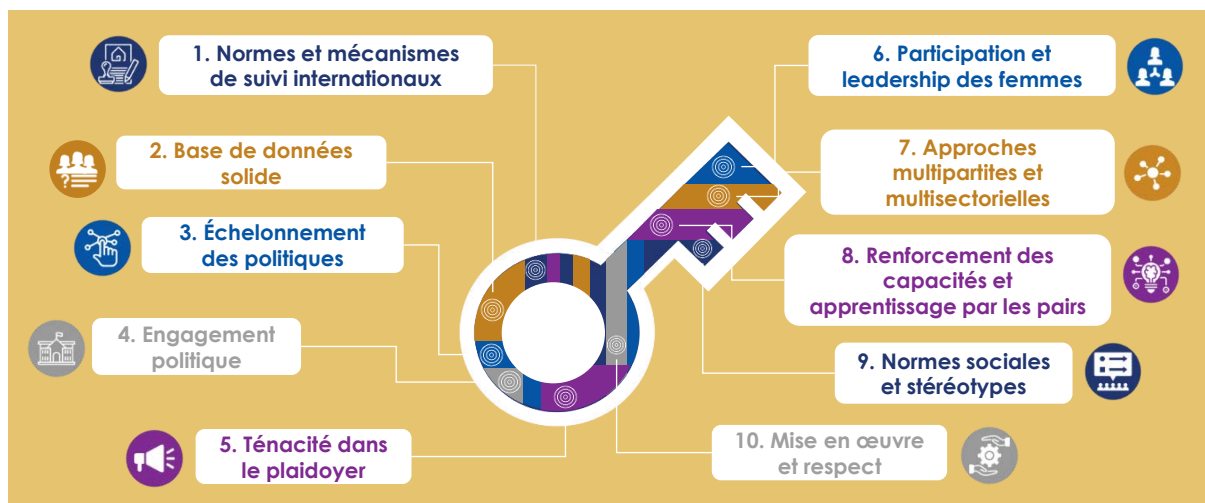 1. Normes et mécanismes
de suivi internationaux
2. Base de données
solide
3. Échelonnement
des politiques
4. Engagement
politique
5. Ténacité dans
le plaidoyer
6. Participation et
leadership des femmes
7. Approches
multipartites et
multisectorielles
8. Renforcement des
capacités et
apprentissage par les pairs
9. Normes sociales
et stéréotypes
10. Mise en œuvre
et respect